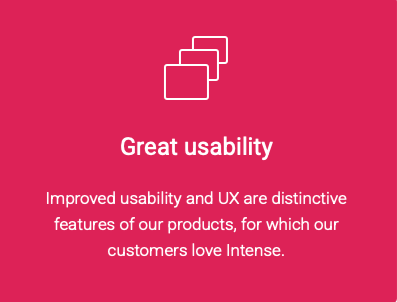 Great usability
Improved usability and UX are distinctive
features of our products, for which our
customers love Intense.